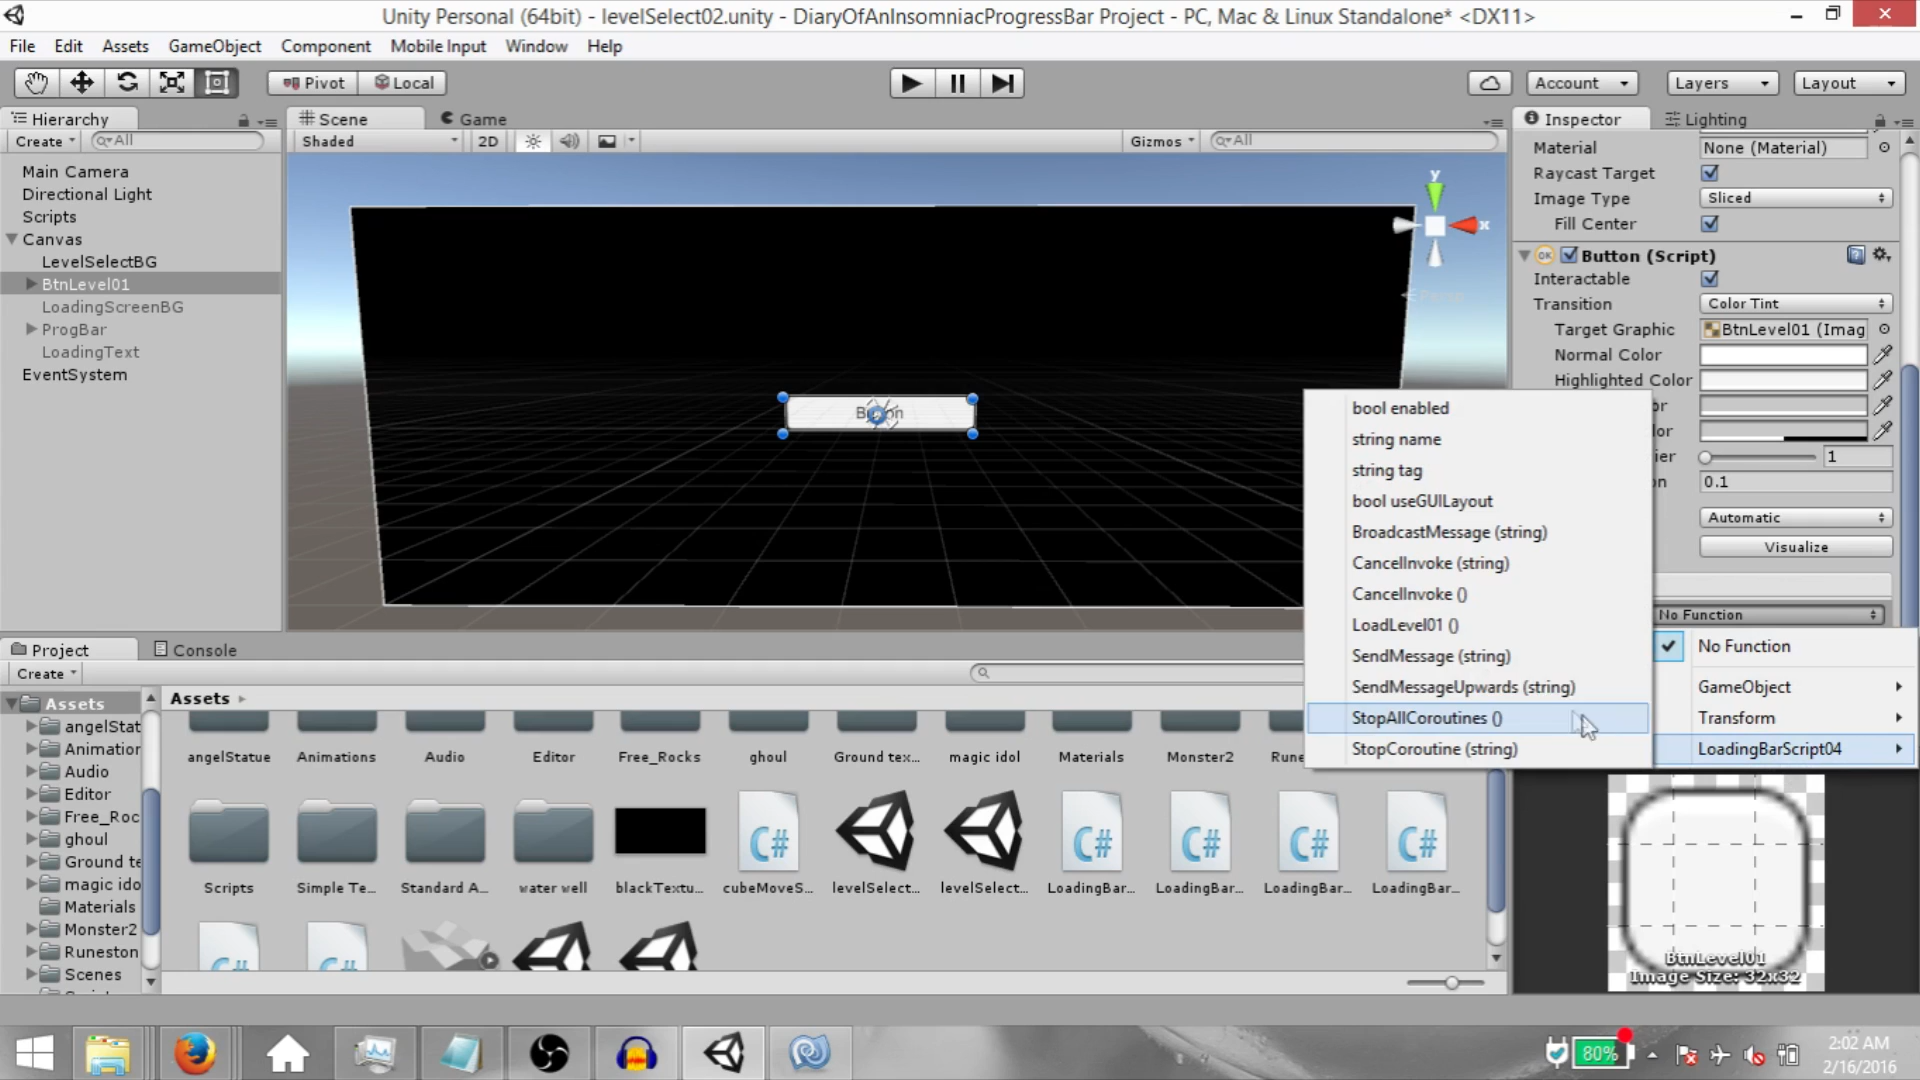 Unity Personal (64bit) - levelSelect02.unity - DiaryOfAnInsomniacProgressBar Project - PC, Mac & Linux Standalone* <DX11>
File Edit Assets GameObject Component Mobile Input Window Help
Pivot Local Account Layers Layout
Hierarchy Scene Game Inspector Lighting
Create All Shaded 2D Gizmos All
Main Camera
Directional Light
Scripts
Canvas
LevelSelectBG
BtnLevel01
LoadingScreenBG
ProgBar
LoadingText
EventSystem
y
x
Material None (Material)
Raycast Target
Image Type Sliced
Fill Center
Button (Script)
Interactable
Transition Color Tint
Target Graphic BtnLevel01 (Imag
Normal Color
Highlighted Color
or
lor
ier 1
n 0.1
Automatic
Visualize
No Function
bool enabled
string name
string tag
bool useGUILayout
BroadcastMessage (string)
CancelInvoke (string)
CancelInvoke ()
LoadLevel01 ()
SendMessage (string)
SendMessageUpwards (string)
StopAllCoroutines ()
StopCoroutine (string)
No Function
GameObject
Transform
LoadingBarScript04
Project Console
Create
Assets
angelStat
Animation
Audio
Editor
Free_Roc
ghoul
Ground te
magic ido
Materials
Monster2
Runeston
Scenes
Assets
angelStatue Animations Audio Editor Free_Rocks ghoul Ground tex... magic idol Materials Monster2 Rune
C# C# C# C# C#
Scripts Simple Te... Standard A... water well blackTextu... cubeMoveS... levelSelect... levelSelect... LoadingBar... LoadingBar... LoadingBar... LoadingBar...
BtnLevel01
Image Size: 32x32
80%
2:02 AM
2/16/2016